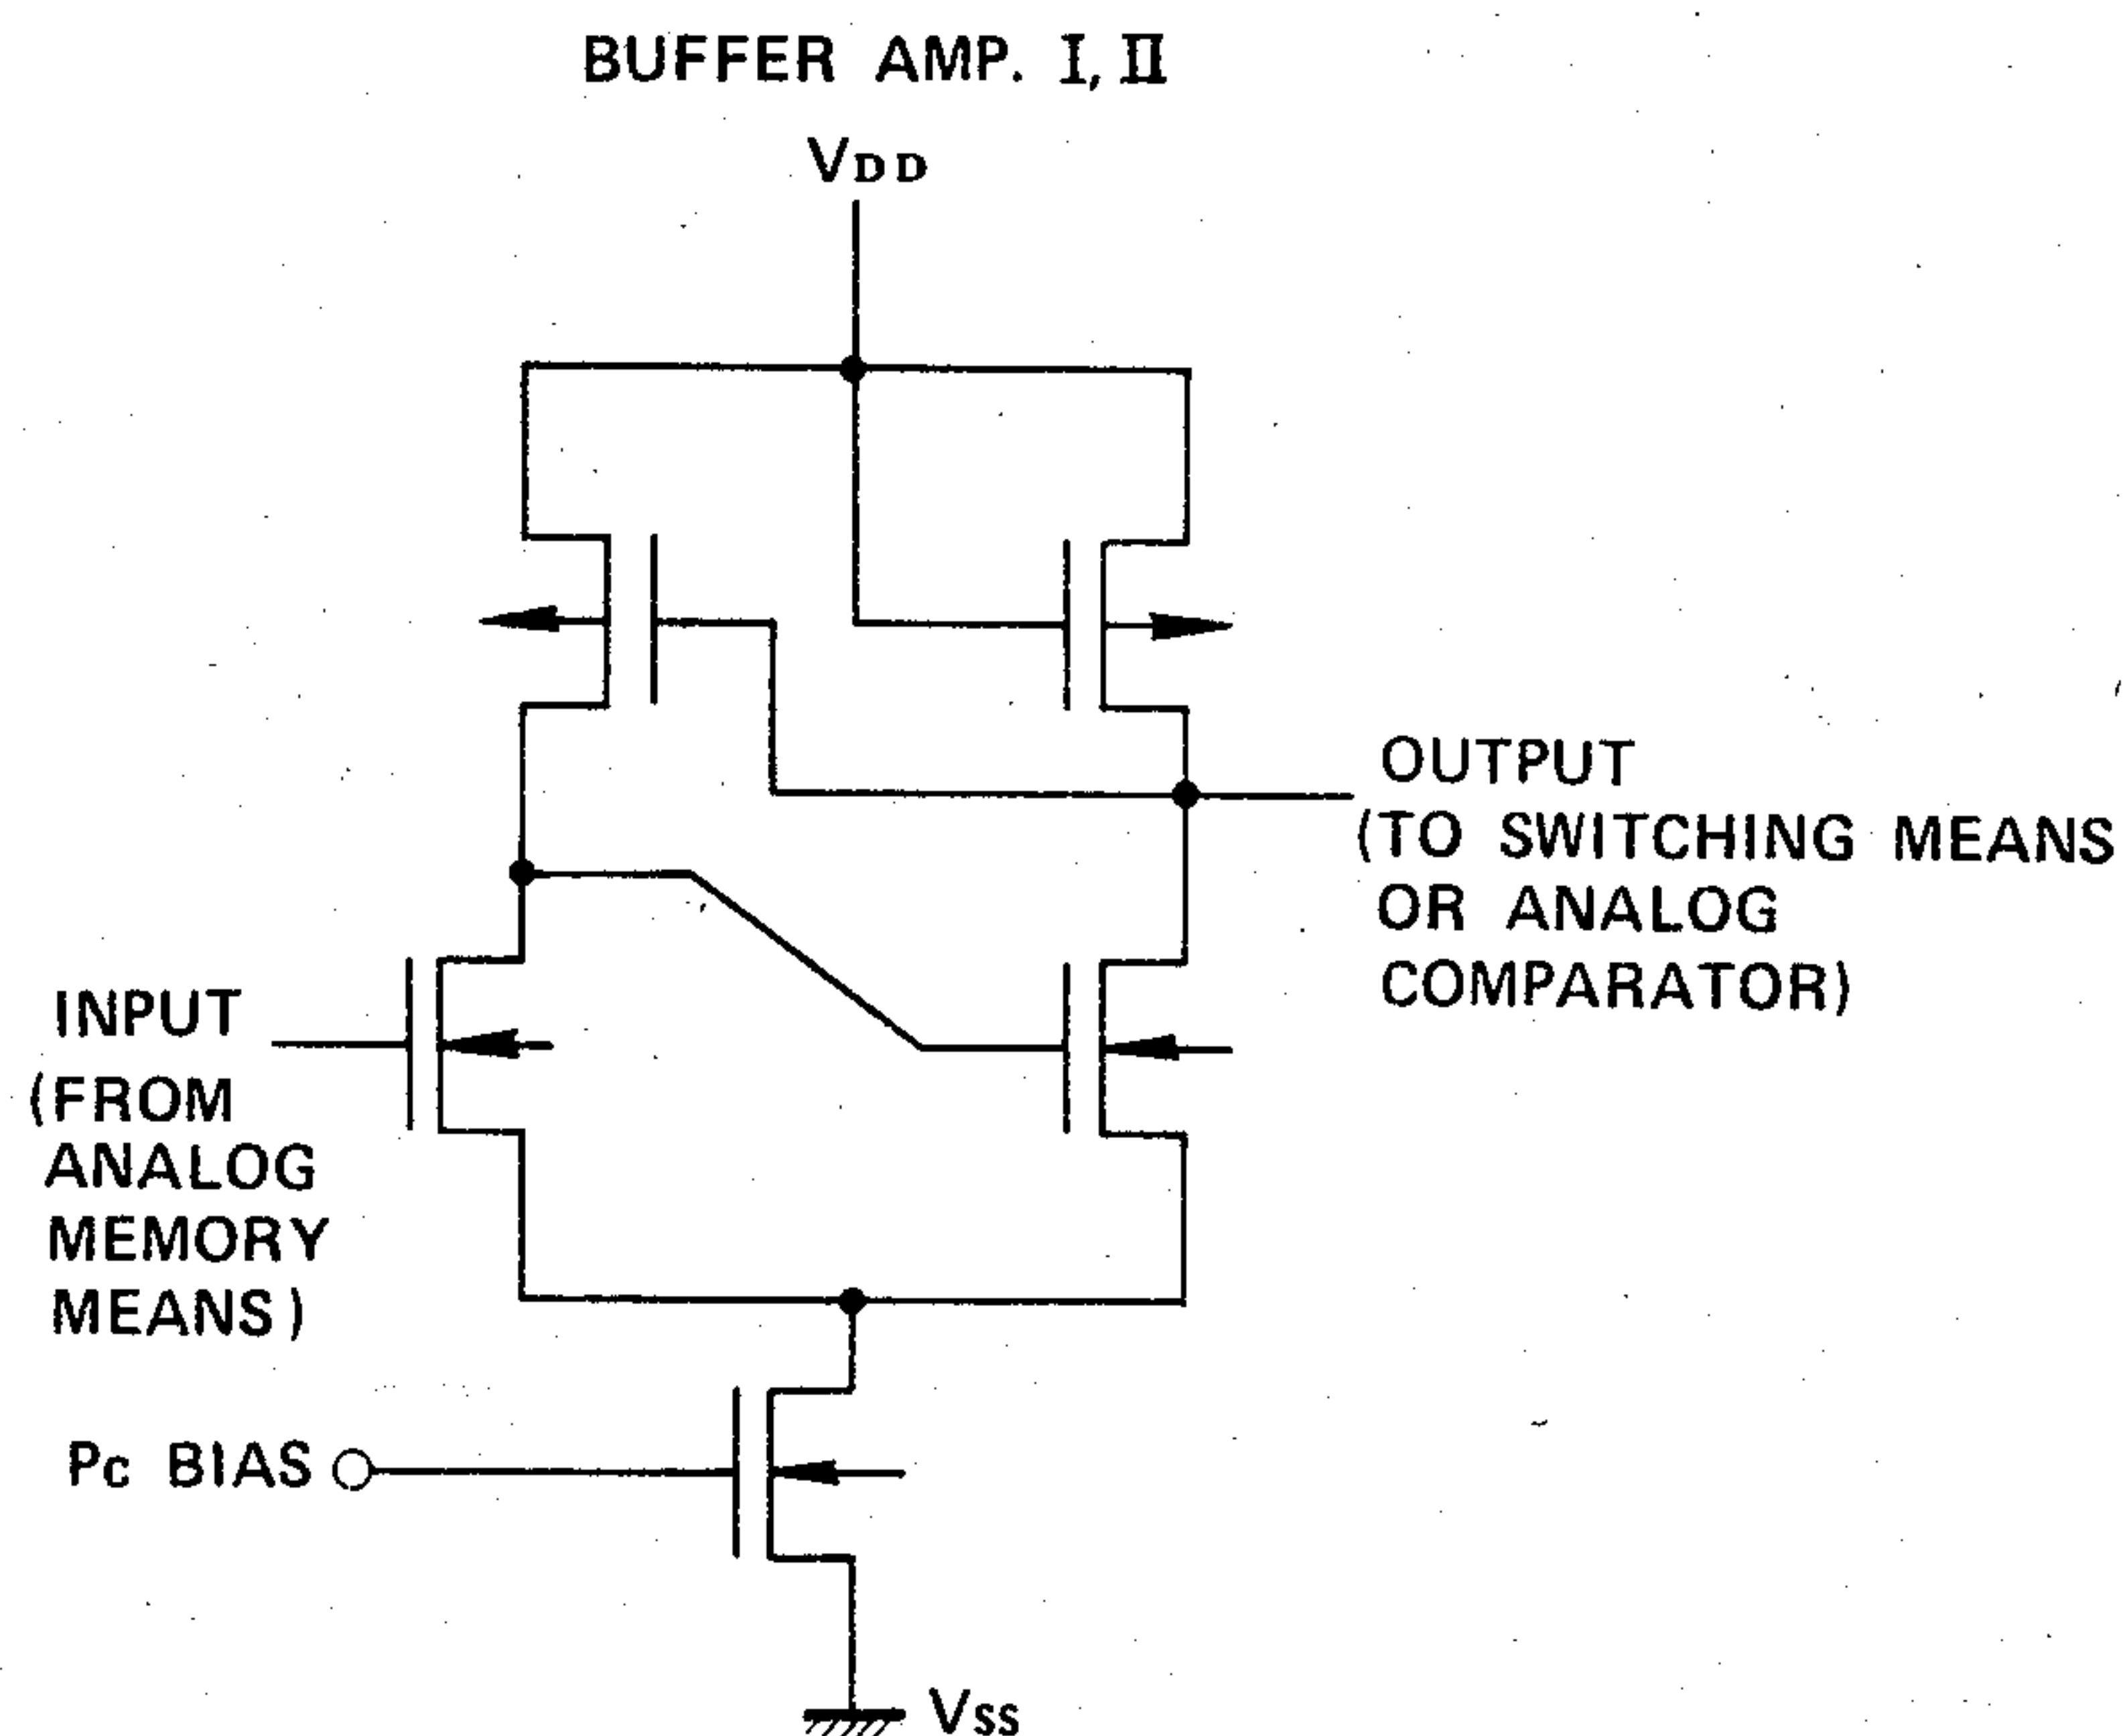 BUFFER AMP. I, II
VDD
OUTPUT
(TO SWITCHING MEANS
OR ANALOG
COMPARATOR)
INPUT
(FROM
ANALOG
MEMORY
MEANS)
Pc BIAS
VSS